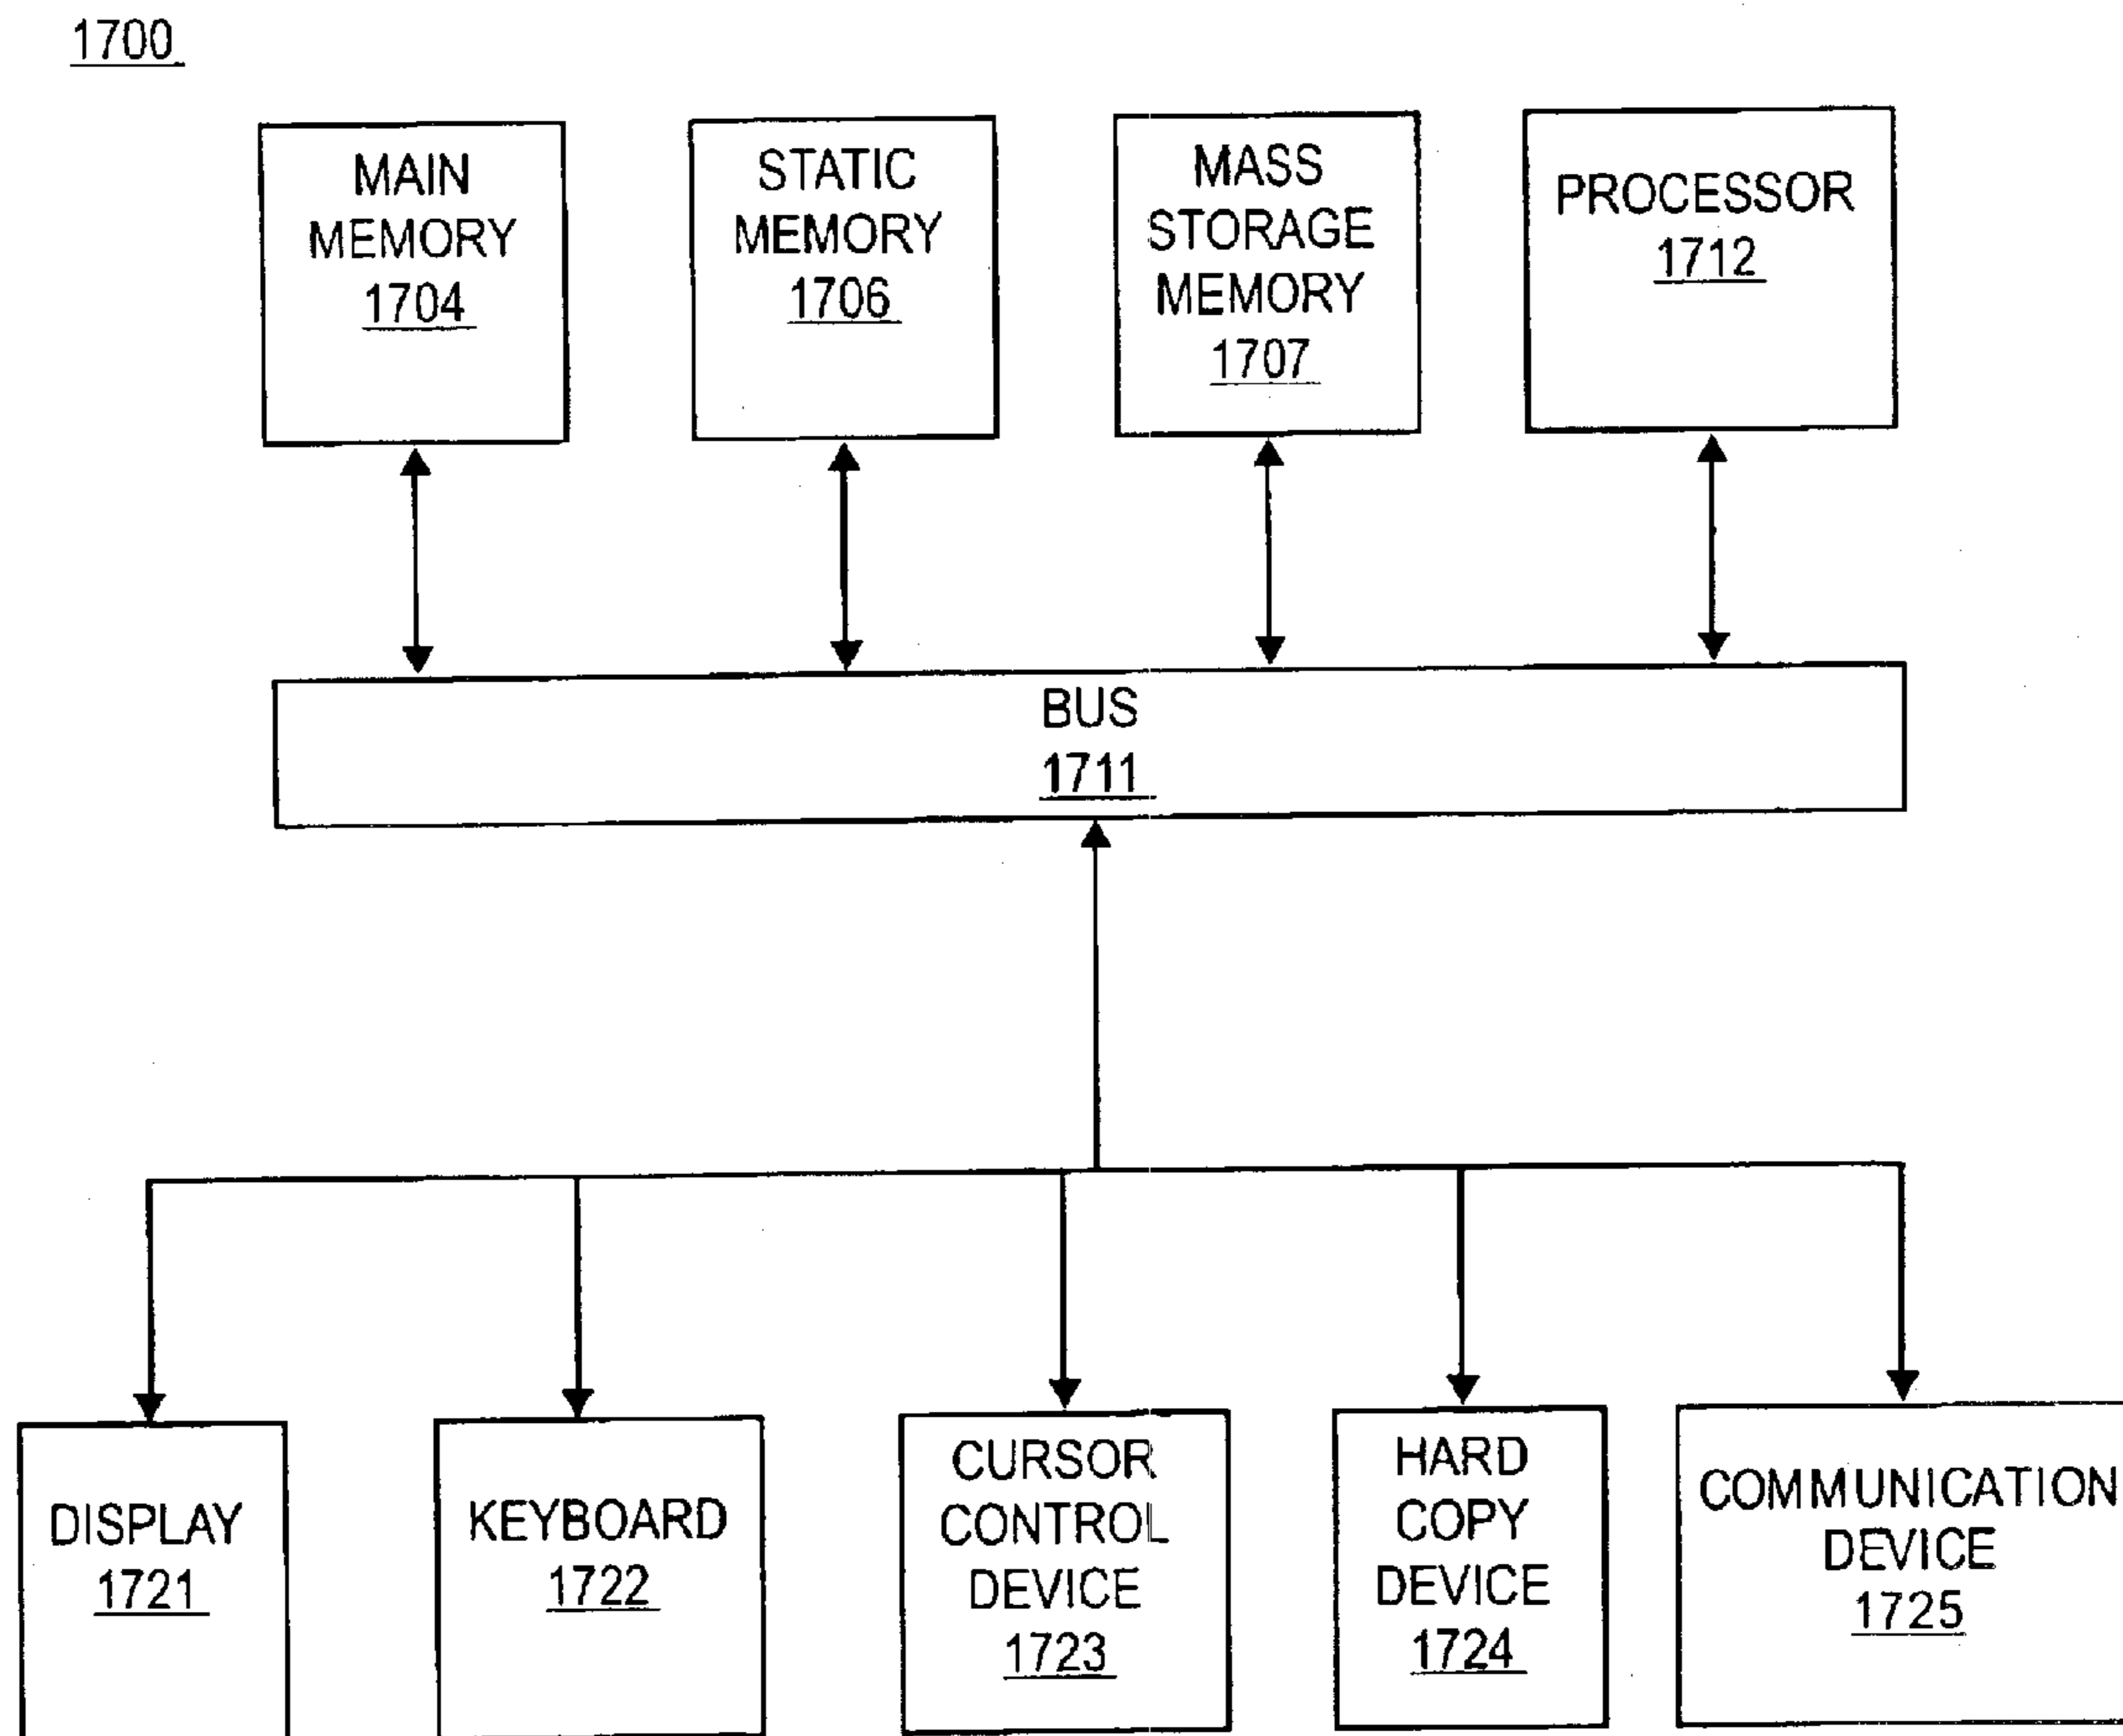 1700
MAIN
MEMORY
1704
STATIC
MEMORY
1706
MASS
STORAGE
MEMORY
1707
PROCESSOR
1712
BUS
1711
DISPLAY
1721
KEYBOARD
1722
CURSOR
CONTROL
DEVICE
1723
HARD
COPY
DEVICE
1724
COMMUNICATION
DEVICE
1725